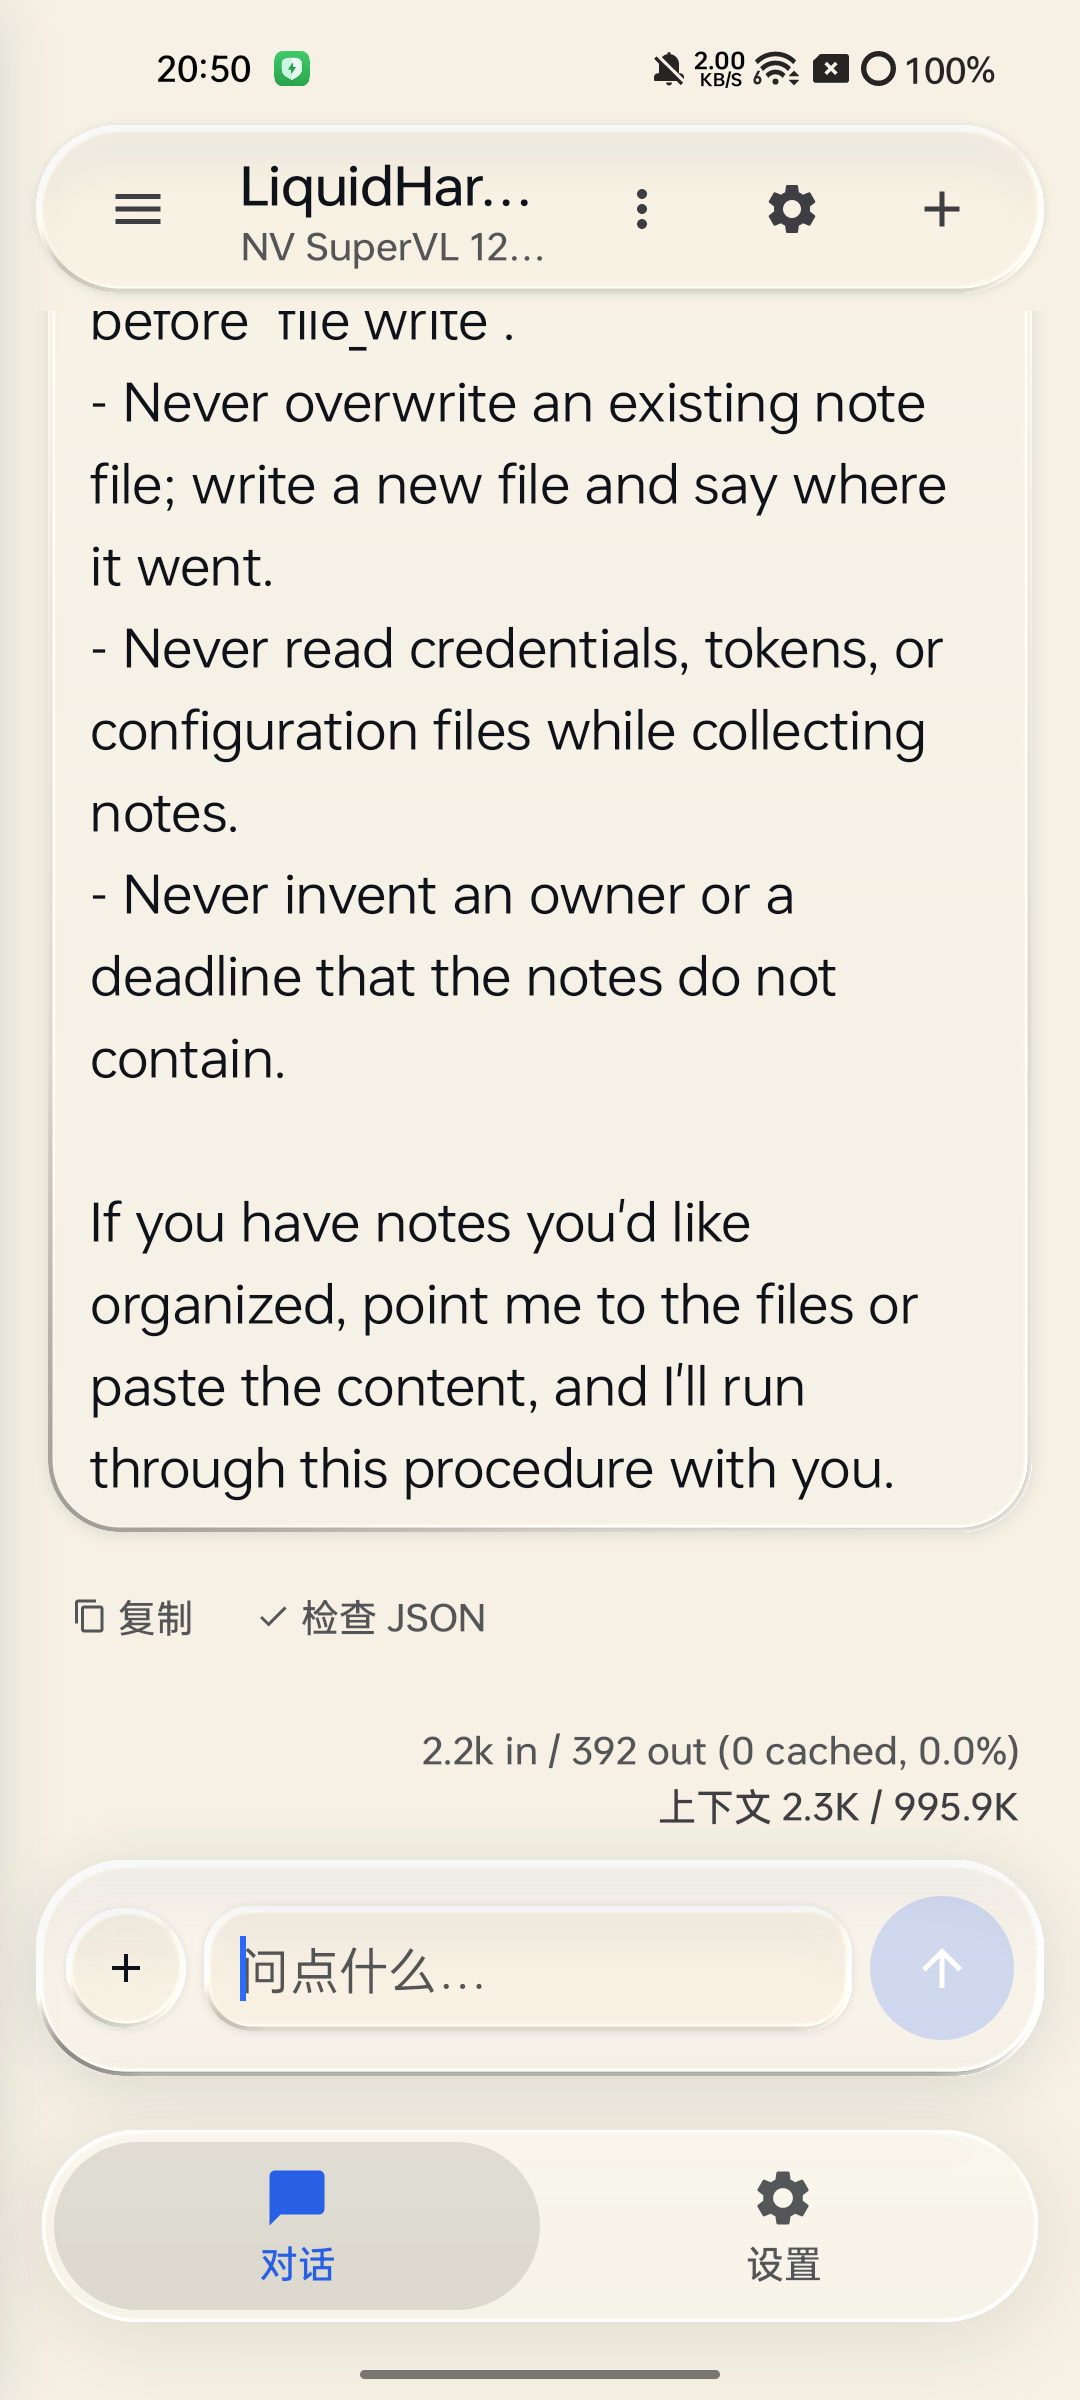 20:50
2.00
KB/S
6
100%
LiquidHar...
NV SuperVL 12...
before `file_write`.
- Never overwrite an existing note
file; write a new file and say where
it went.
- Never read credentials, tokens, or
configuration files while collecting
notes.
- Never invent an owner or a
deadline that the notes do not
contain.
If you have notes you'd like
organized, point me to the files or
paste the content, and I'll run
through this procedure with you.
复制
检查 JSON
2.2k in / 392 out (0 cached, 0.0%)
上下文 2.3K / 995.9K
问点什么...
对话
设置